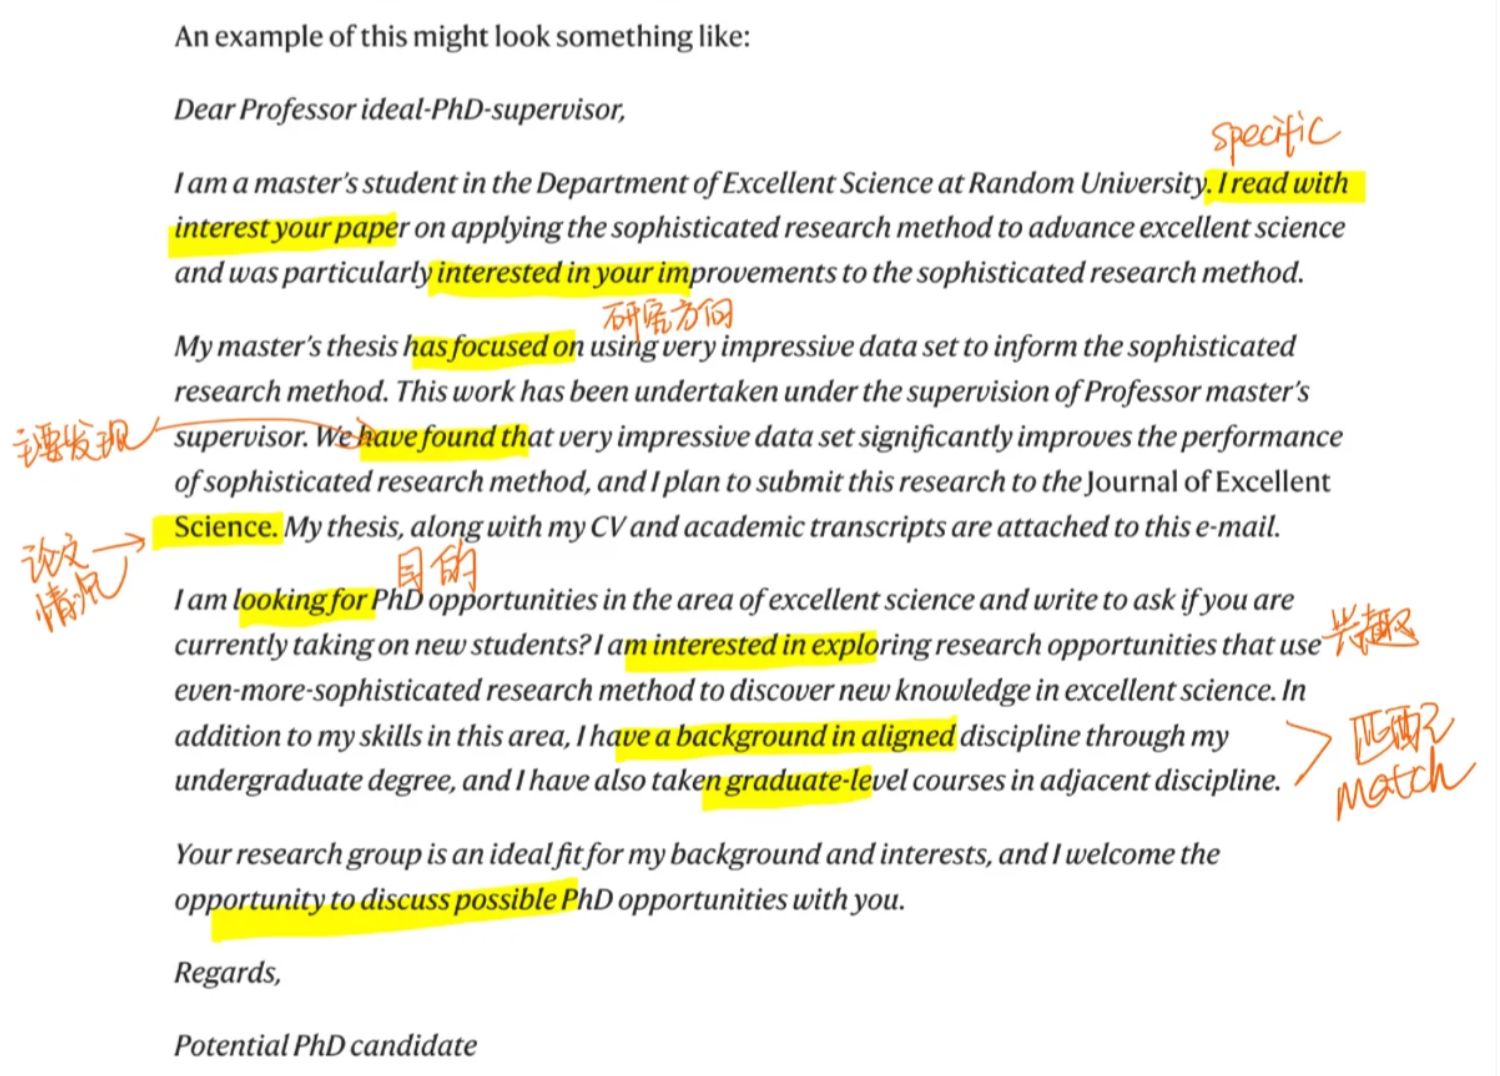 An example of this might look something like:
Dear Professor ideal-PhD-supervisor,
specific
I am a master's student in the Department of Excellent Science at Random University. I read with
interest your paper on applying the sophisticated research method to advance excellent science
and was particularly interested in your improvements to the sophisticated research method.
研究方向
My master's thesis has focused on using very impressive data set to inform the sophisticated
research method. This work has been undertaken under the supervision of Professor master's
主要发现
supervisor. We have found that very impressive data set significantly improves the performance
of sophisticated research method, and I plan to submit this research to the Journal of Excellent
Science. My thesis, along with my CV and academic transcripts are attached to this e-mail.
论文
情况
目的
I am looking for PhD opportunities in the area of excellent science and write to ask if you are
currently taking on new students? I am interested in exploring research opportunities that use
兴趣
even-more-sophisticated research method to discover new knowledge in excellent science. In
addition to my skills in this area, I have a background in aligned discipline through my
undergraduate degree, and I have also taken graduate-level courses in adjacent discipline.
匹配
match
Your research group is an ideal fit for my background and interests, and I welcome the
opportunity to discuss possible PhD opportunities with you.
Regards,
Potential PhD candidate